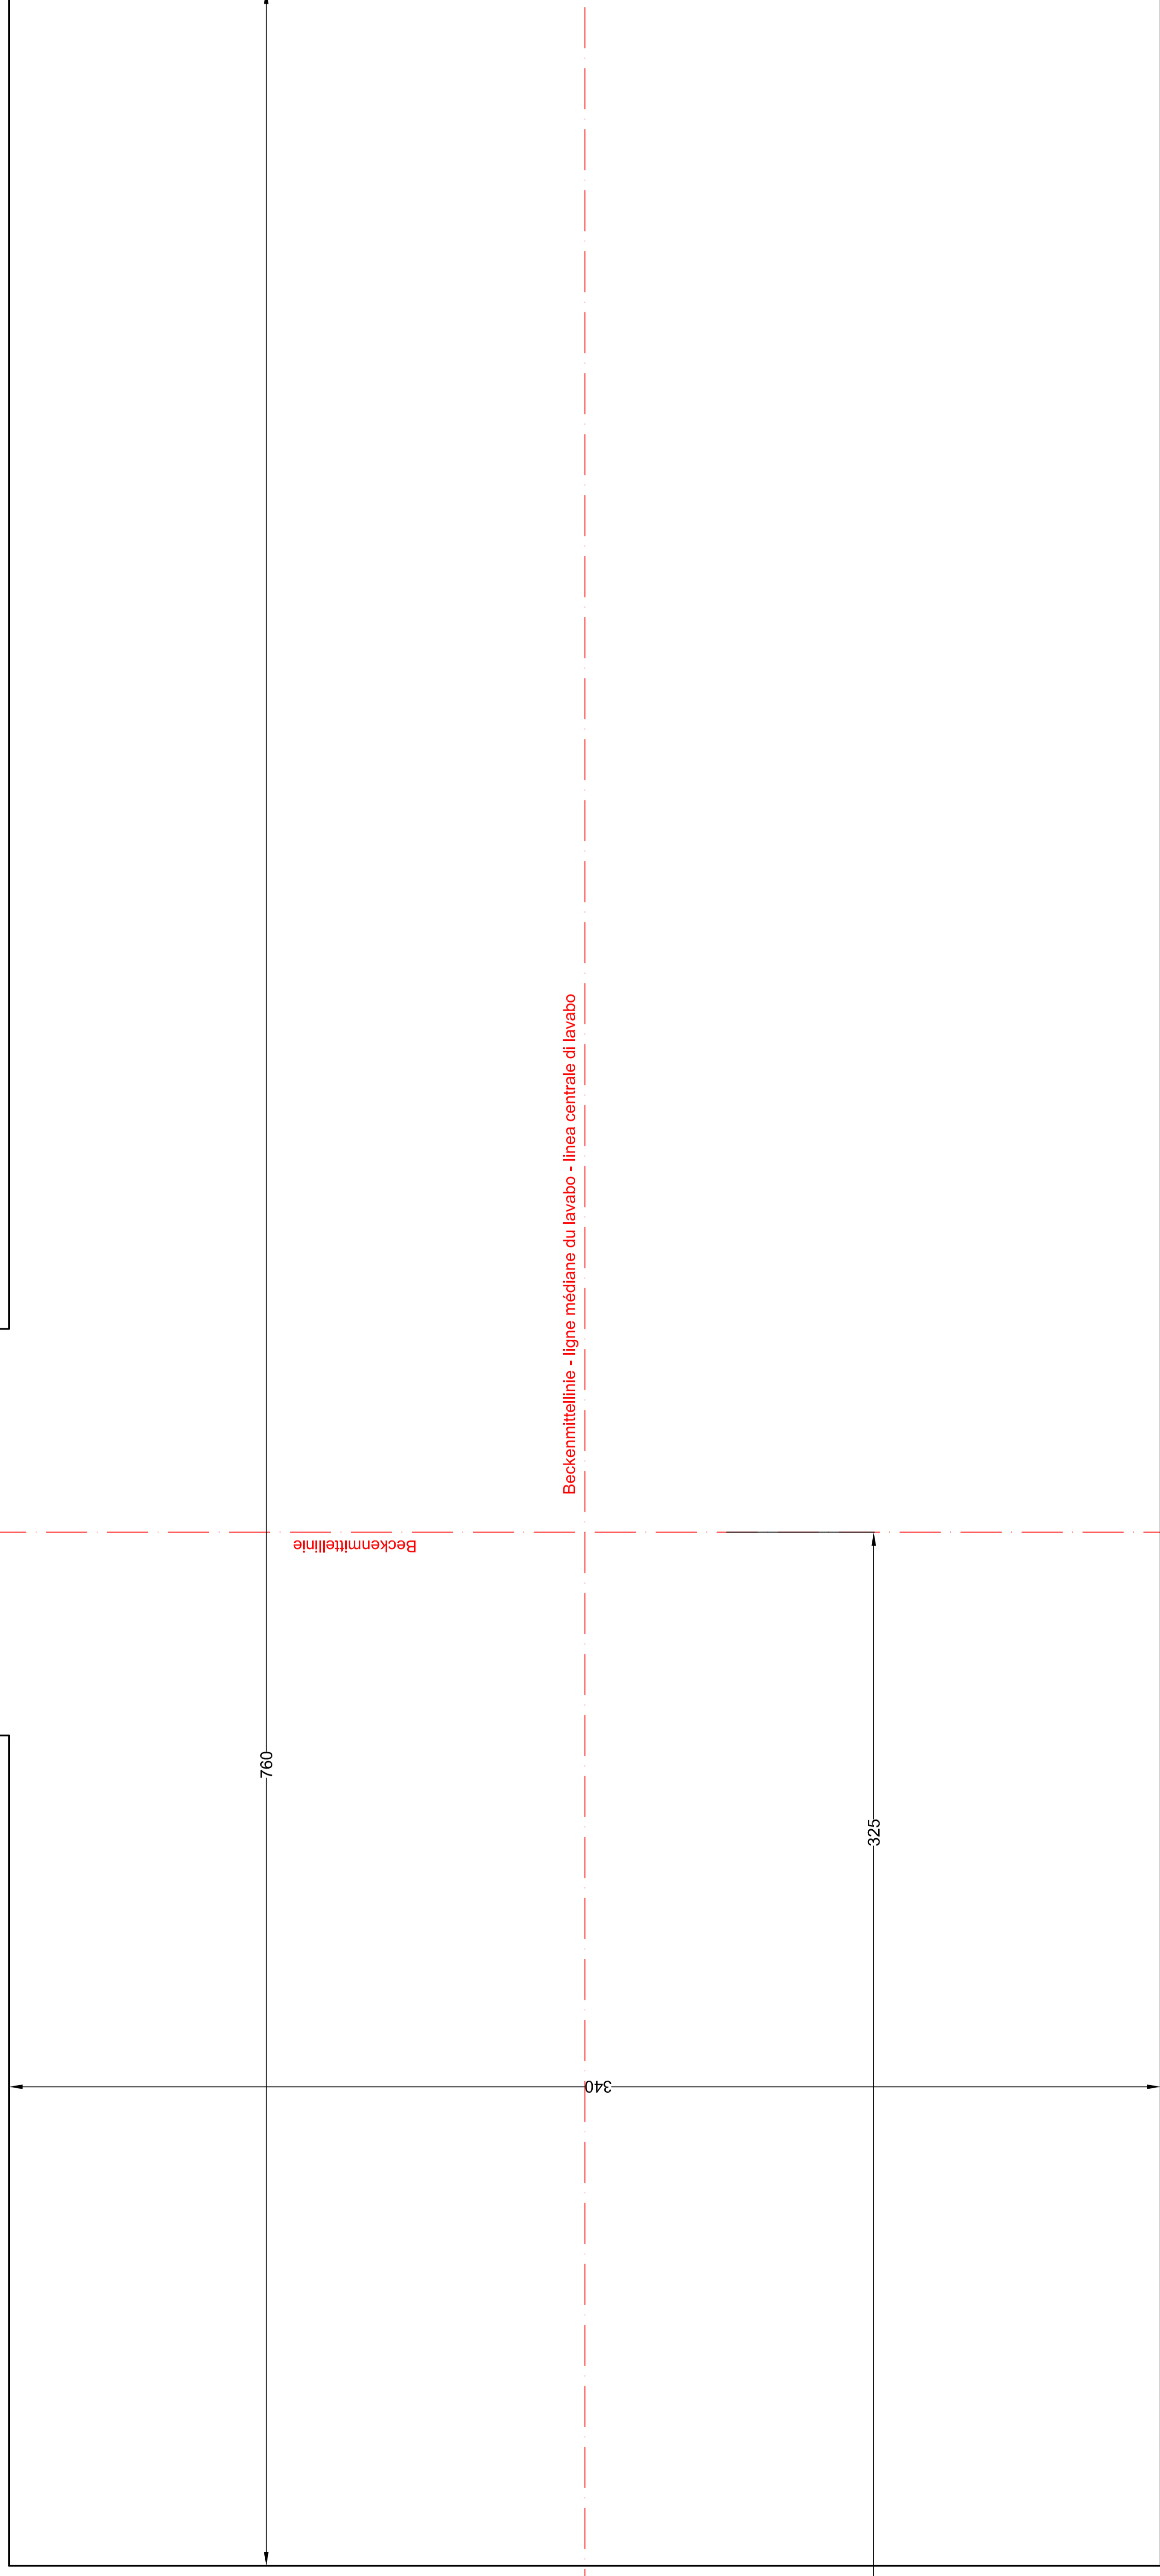 Beckenmittellinie - ligne médiane du lavabo - linea centrale di lavabo
Beckenmittellinie
760
325
340